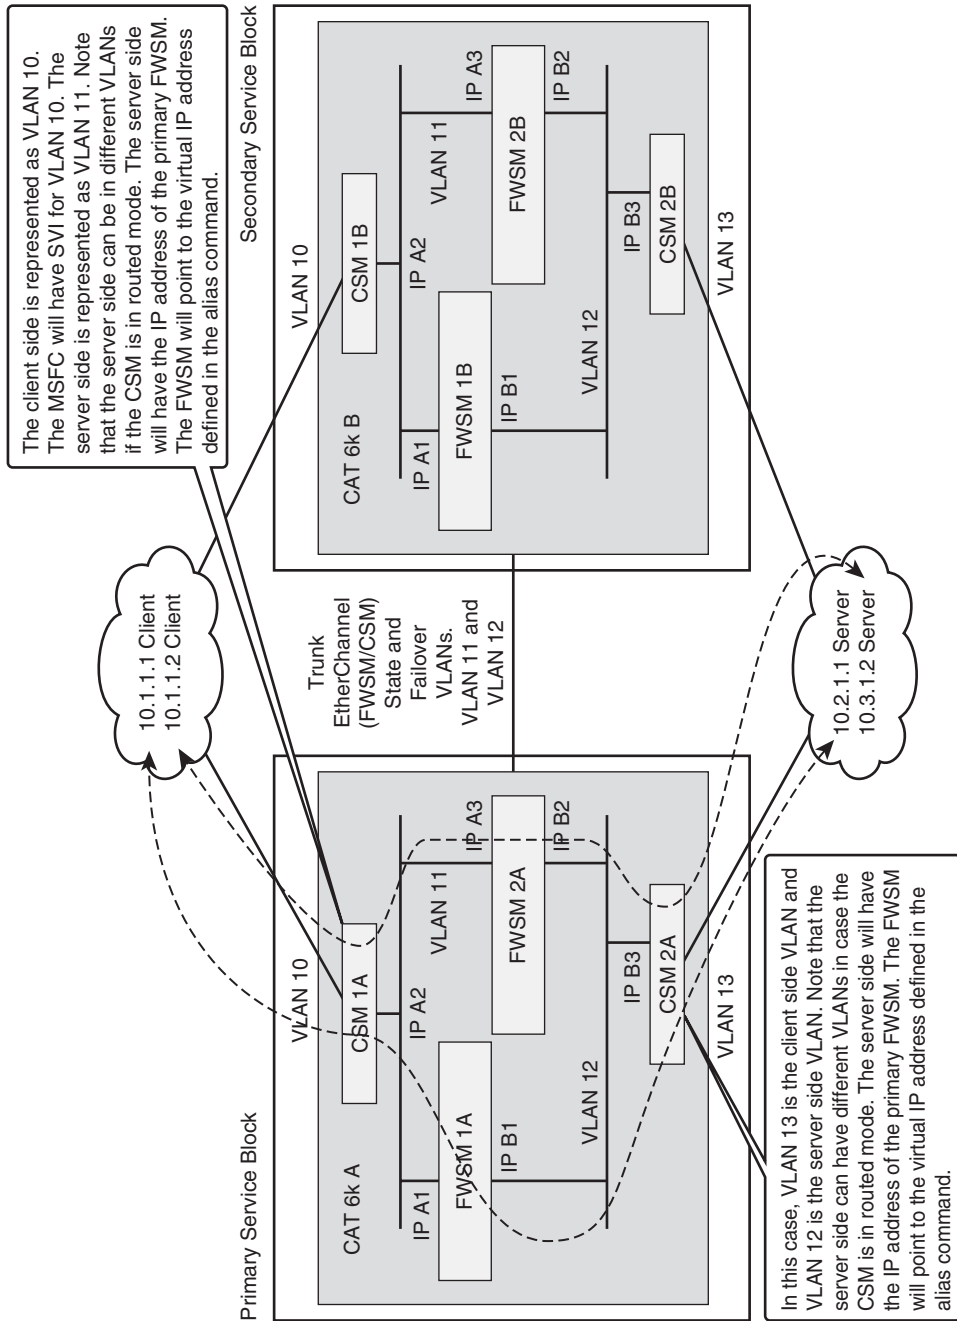 The client side is represented as VLAN 10.
The MSFC will have SVI for VLAN 10. The
server side is represented as VLAN 11. Note
that the server side can be in different VLANs
if the CSM is in routed mode. The server side
will have the IP address of the primary FWSM.
The FWSM will point to the virtual IP address
defined in the alias command.
10.1.1.1 Client
10.1.1.2 Client
Primary Service Block
VLAN 10
CAT 6k A
CSM 1A
IP A1
IP A2
VLAN 11
IP A3
FWSM 1A
FWSM 2A
IP B1
IP B2
VLAN 12
IP B3
CSM 2A
VLAN 13
Trunk
EtherChannel
(FWSM/CSM)
State and
Failover
VLANs.
VLAN 11 and
VLAN 12
Secondary Service Block
VLAN 10
CAT 6k B
CSM 1B
IP A1
IP A2
VLAN 11
IP A3
FWSM 1B
FWSM 2B
IP B1
IP B2
VLAN 12
IP B3
CSM 2B
VLAN 13
10.2.1.1 Server
10.3.1.2 Server
In this case, VLAN 13 is the client side VLAN and
VLAN 12 is the server side VLAN. Note that the
server side can have different VLANs in case the
CSM is in routed mode. The server side will have
the IP address of the primary FWSM. The FWSM
will point to the virtual IP address defined in the
alias command.